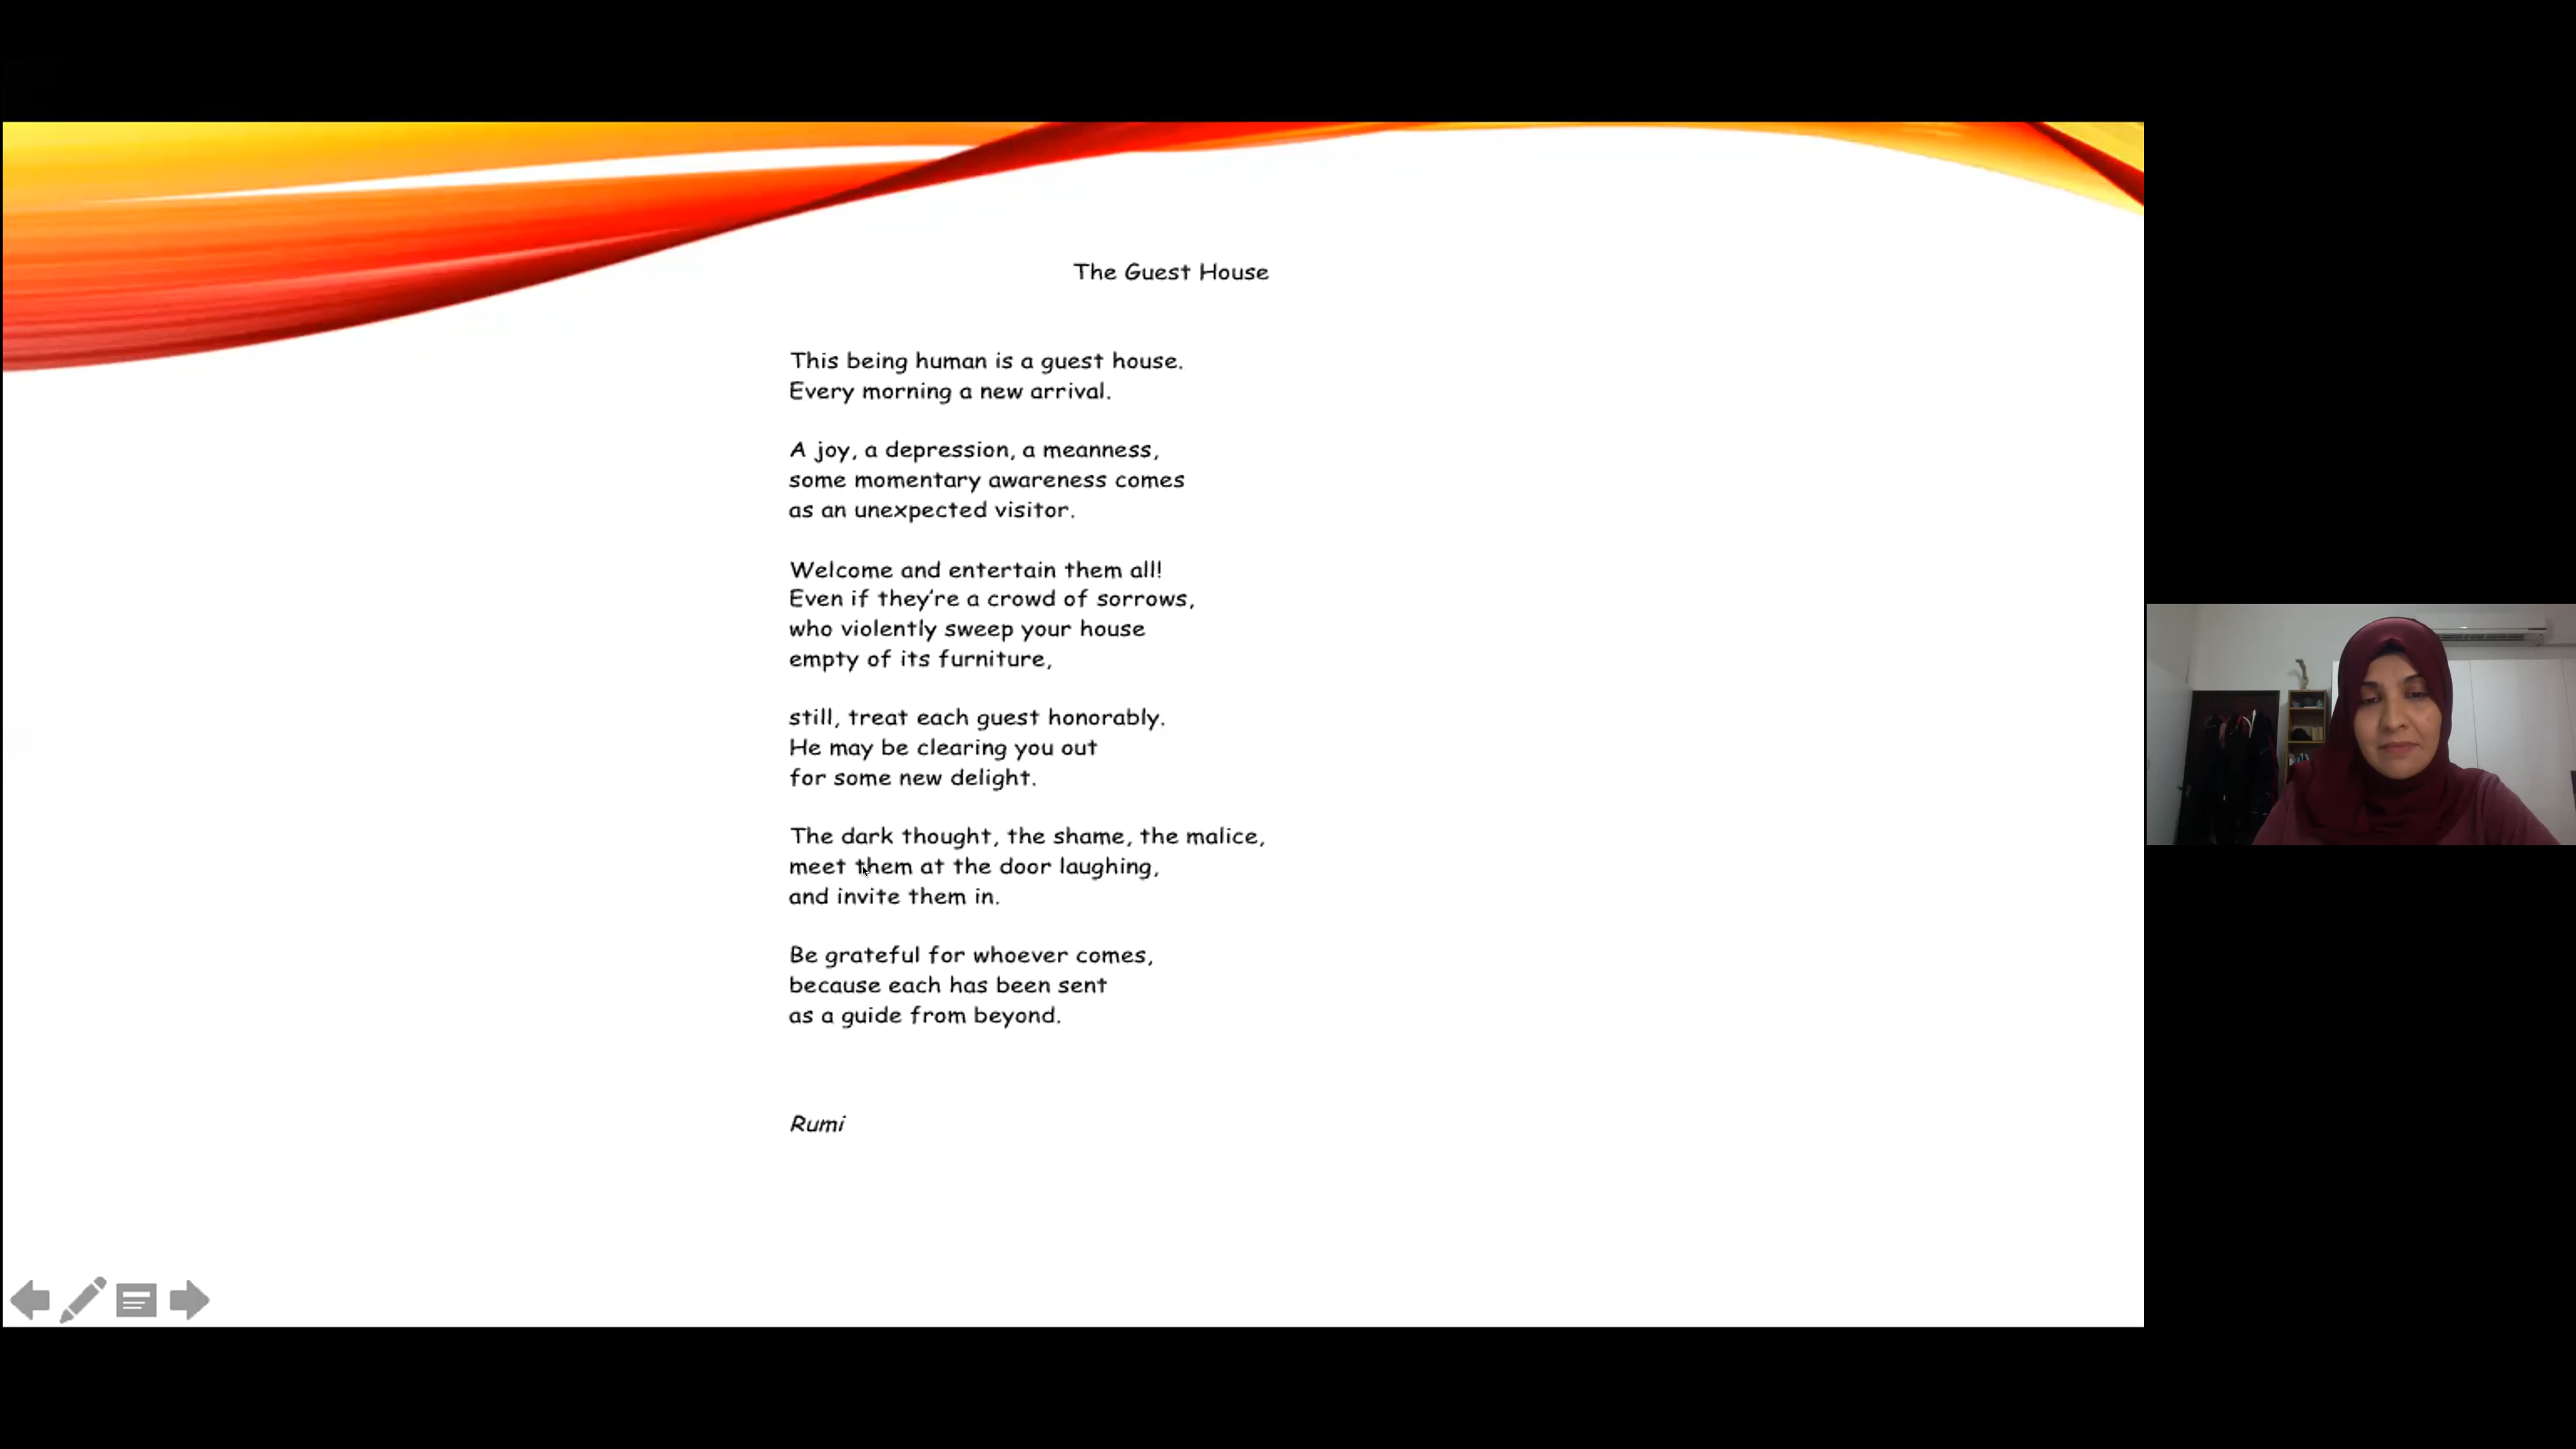 The Guest House
This being human is a guest house.
Every morning a new arrival.
A joy, a depression, a meanness,
some momentary awareness comes
as an unexpected visitor.
Welcome and entertain them all!
Even if they're a crowd of sorrows,
who violently sweep your house
empty of its furniture,
still, treat each guest honorably.
He may be clearing you out
for some new delight.
The dark thought, the shame, the malice,
meet them at the door laughing,
and invite them in.
Be grateful for whoever comes,
because each has been sent
as a guide from beyond.
Rumi